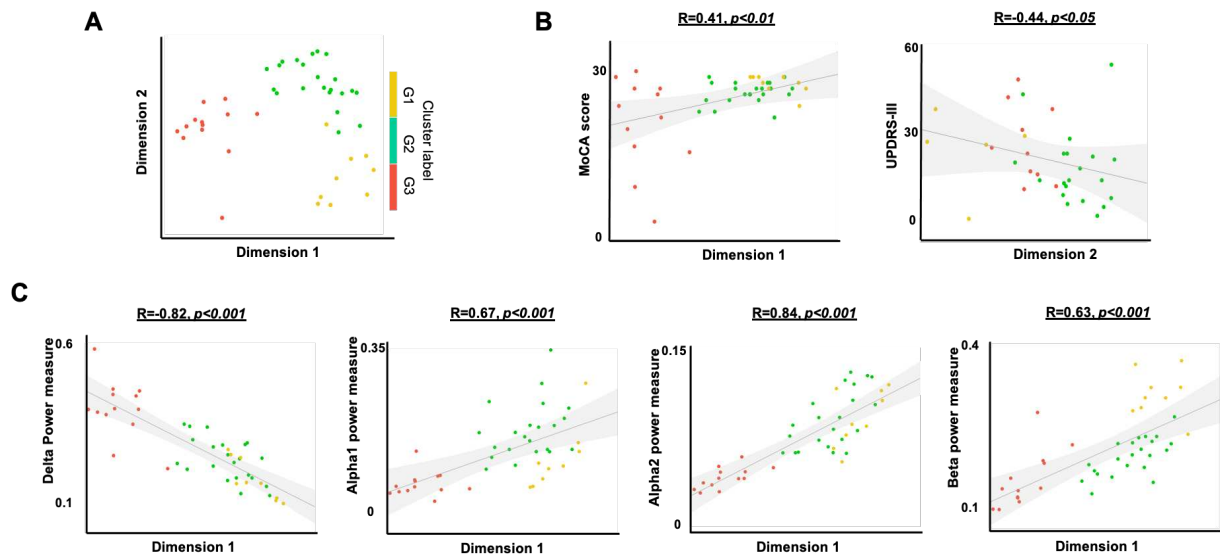 A
Dimension 2
Dimension 1
G1
G2
G3
Cluster label
B
R=0.41, p<0.01
MoCA score
30
0
Dimension 1
R=-0.44, p<0.05
UPDRS-III
60
30
0
Dimension 2
C
R=-0.82, p<0.001
Delta Power measure
0.6
0.1
Dimension 1
R=0.67, p<0.001
Alpha1 power measure
0.35
0
Dimension 1
R=0.84, p<0.001
Alpha2 power measure
0.15
0
Dimension 1
R=0.63, p<0.001
Beta power measure
0.4
0.1
Dimension 1